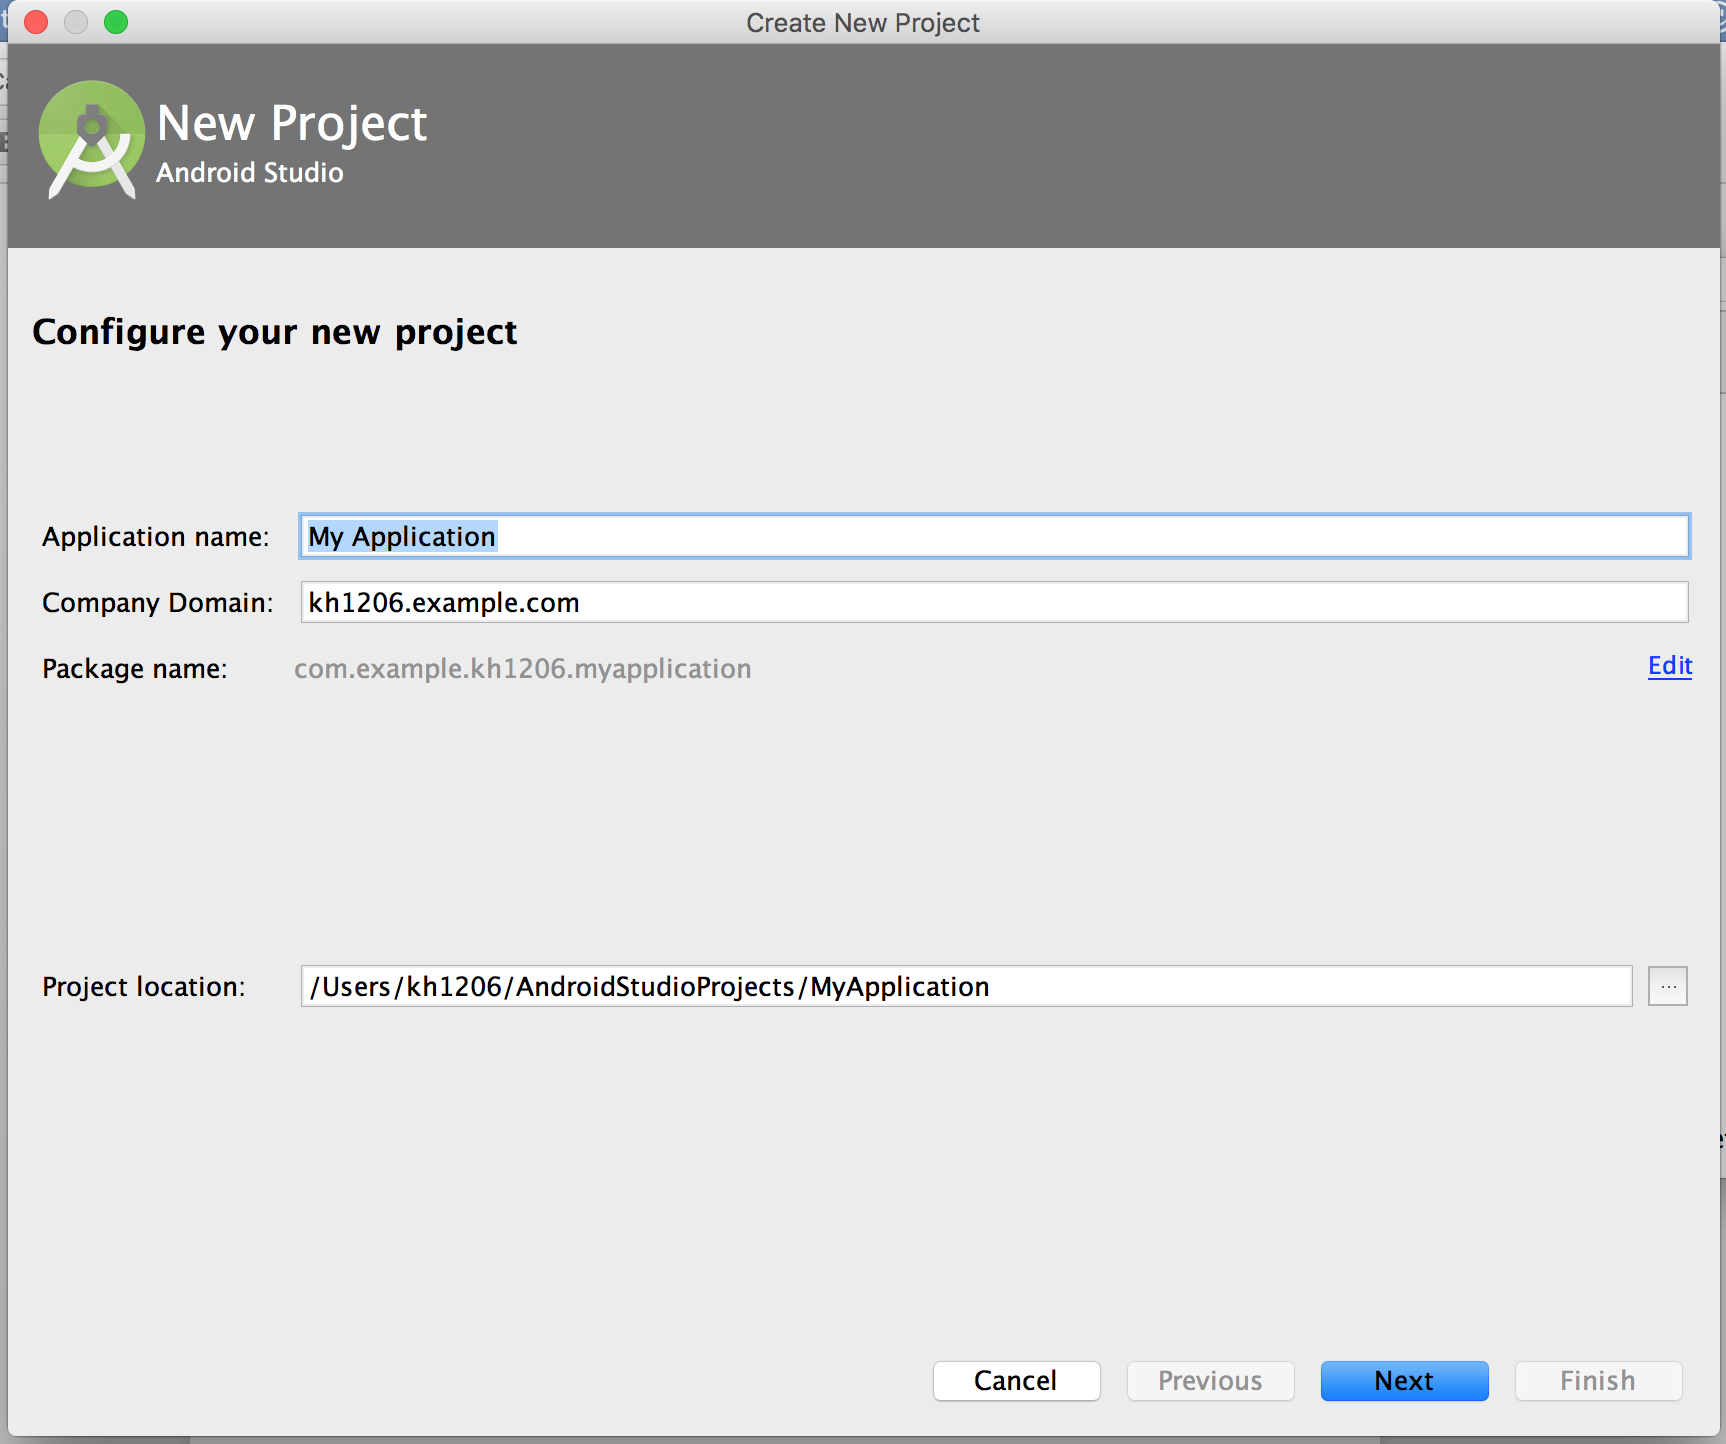 Create New Project
New Project
Android Studio
Configure your new project
Application name: My Application
Company Domain: kh1206.example.com
Package name: com.example.kh1206.myapplication Edit
Project location: /Users/kh1206/AndroidStudioProjects/MyApplication ...
Cancel Previous Next Finish